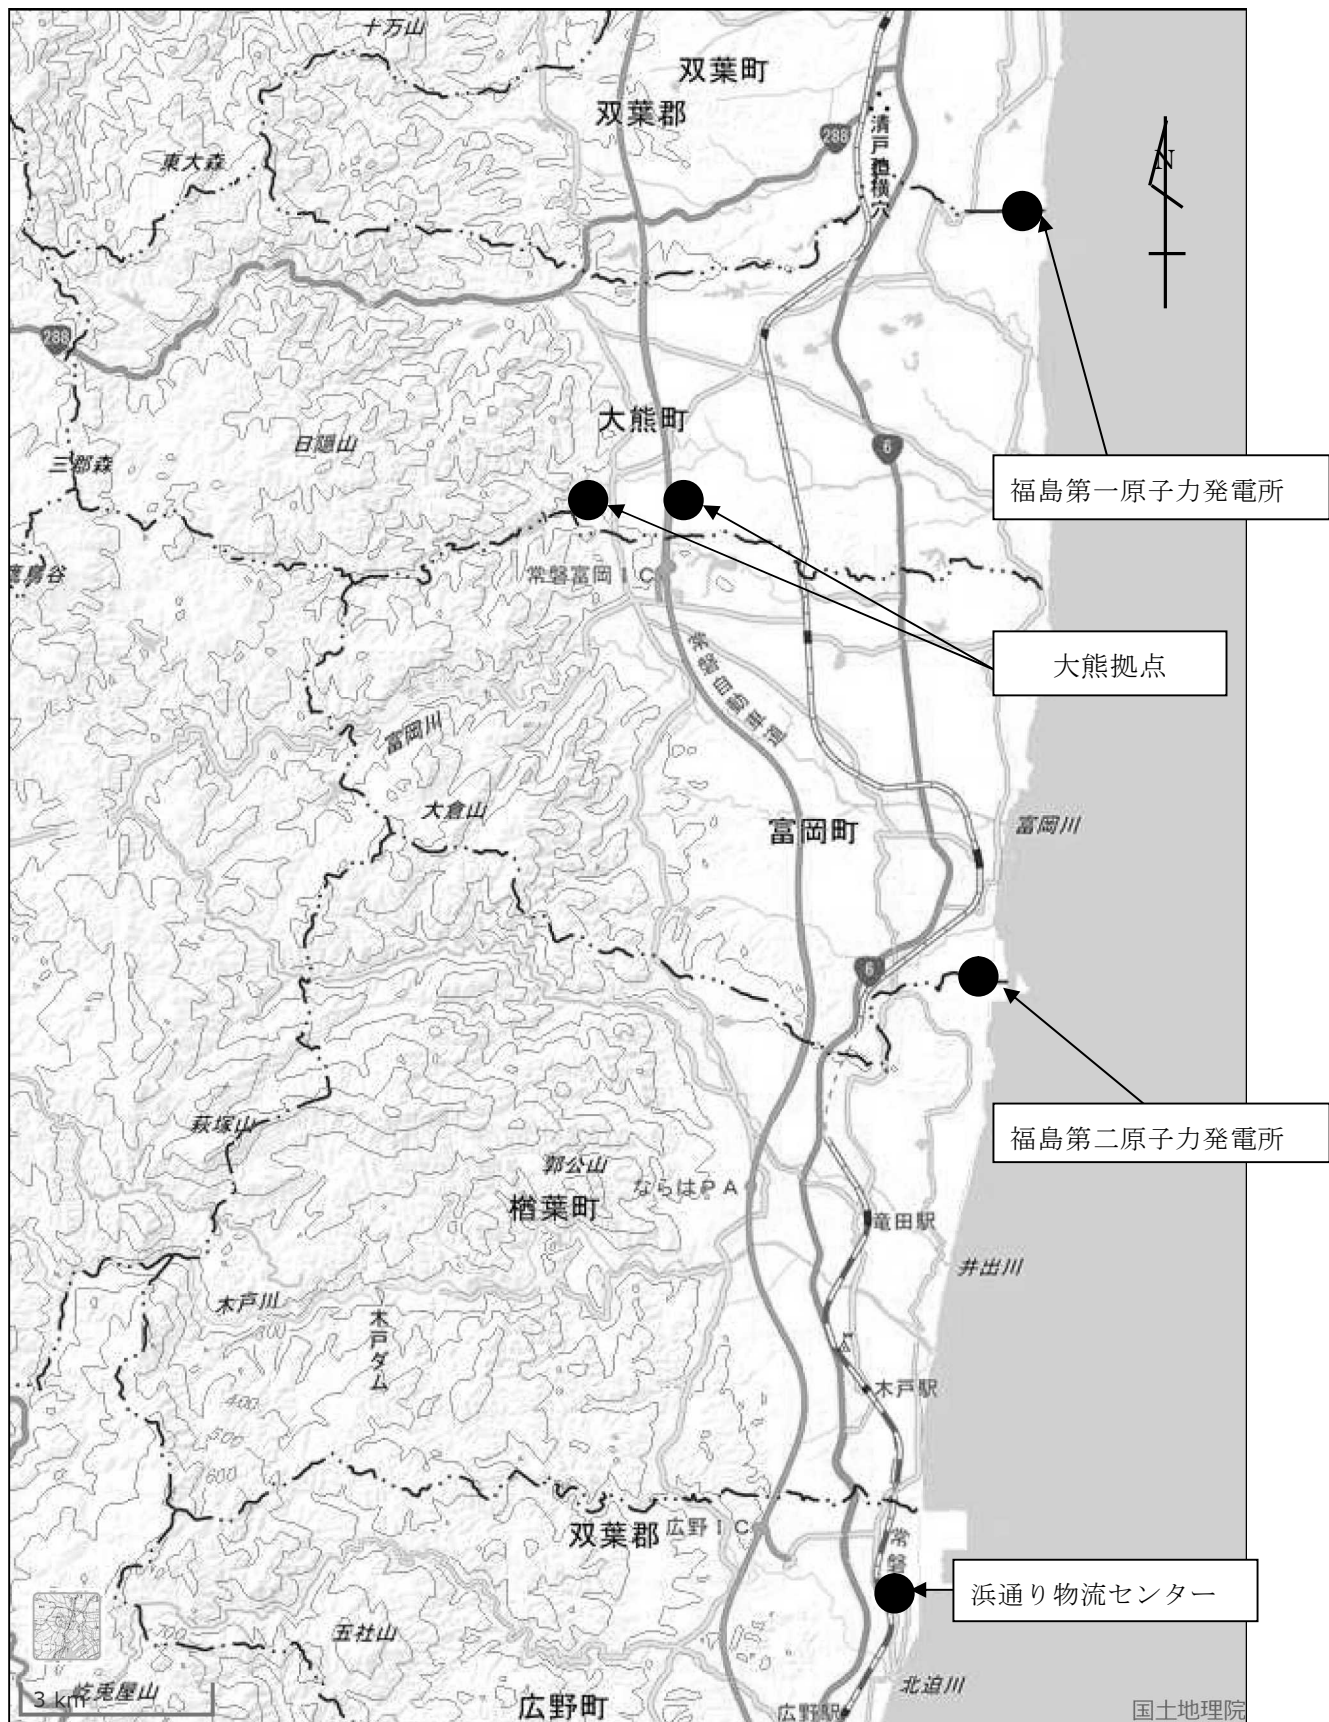 十万山
双葉町
双葉郡
288
清戸廹横穴
東大森
N
288
大熊町
日隠山
三郡森
6
福島第一原子力発電所
常磐富岡IC
大熊拠点
常磐自動車道
富岡川
大倉山
富岡町
富岡川
6
萩塚山
福島第二原子力発電所
郭公山
ならはPA
楢葉町
竜田駅
井出川
木戸川
木戸ダム
400
木戸駅
400
500
600
双葉郡
広野IC
常磐
浜通り物流センター
700
五社山
北迫川
3 km
屹兎屋山
広野町
広野駅
国土地理院